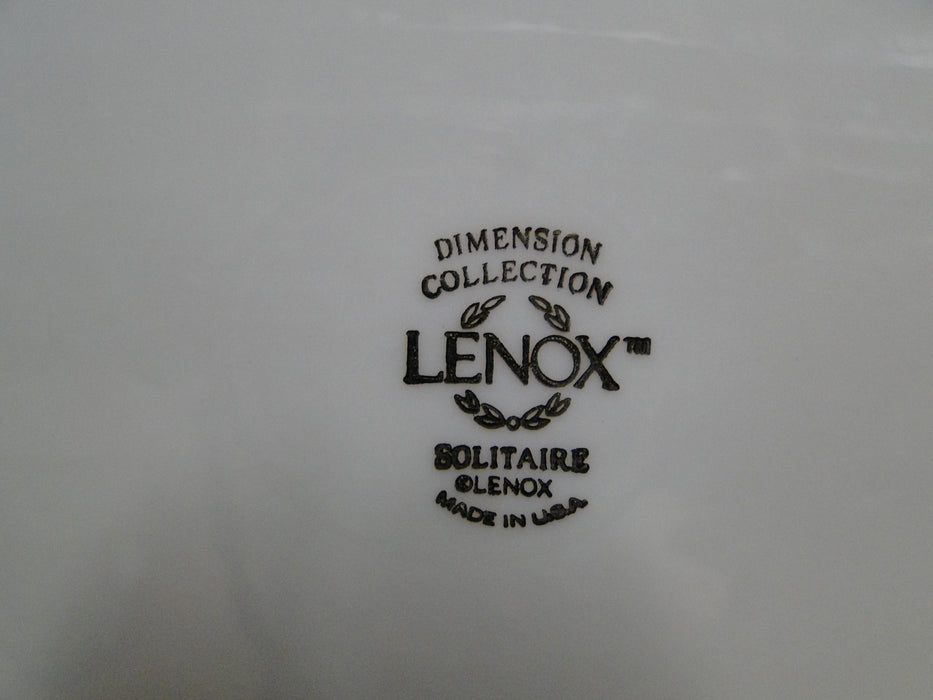 DIMENSION
COLLECTION
LENOX™
SOLITAIRE
©LENOX
MADE IN U.S.A.